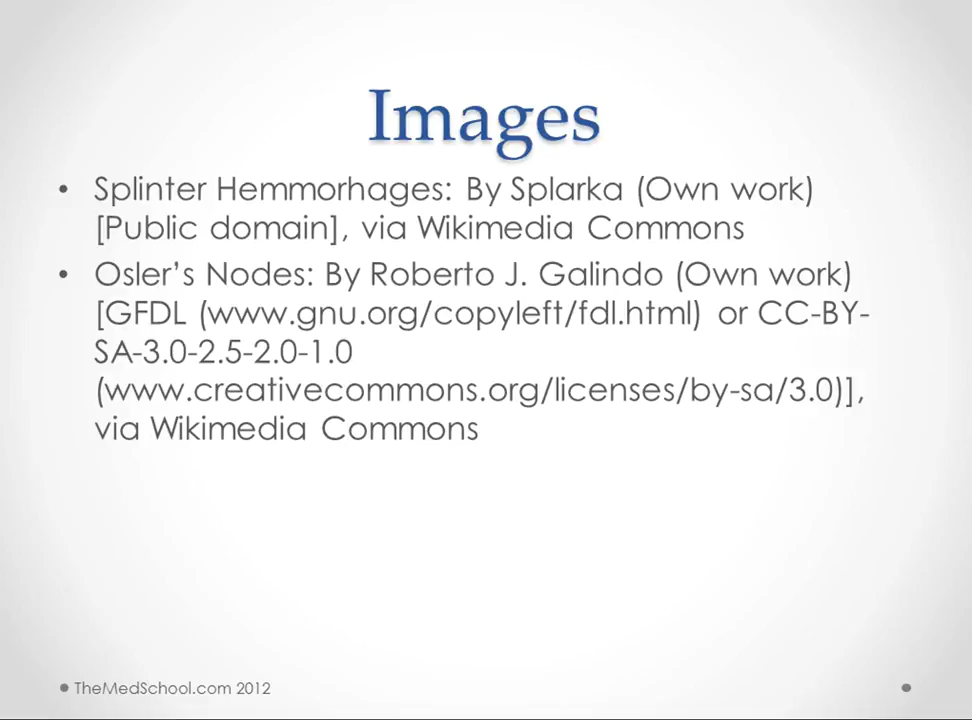 Images
• Splinter Hemmorhages: By Splarka (Own work)
[Public domain], via Wikimedia Commons
• Osler’s Nodes: By Roberto J. Galindo (Own work)
[GFDL (www.gnu.org/copyleft/fdl.html) or CC-BY-
SA-3.0-2.5-2.0-1.0
(www.creativecommons.org/licenses/by-sa/3.0)],
via Wikimedia Commons
TheMedSchool.com 2012